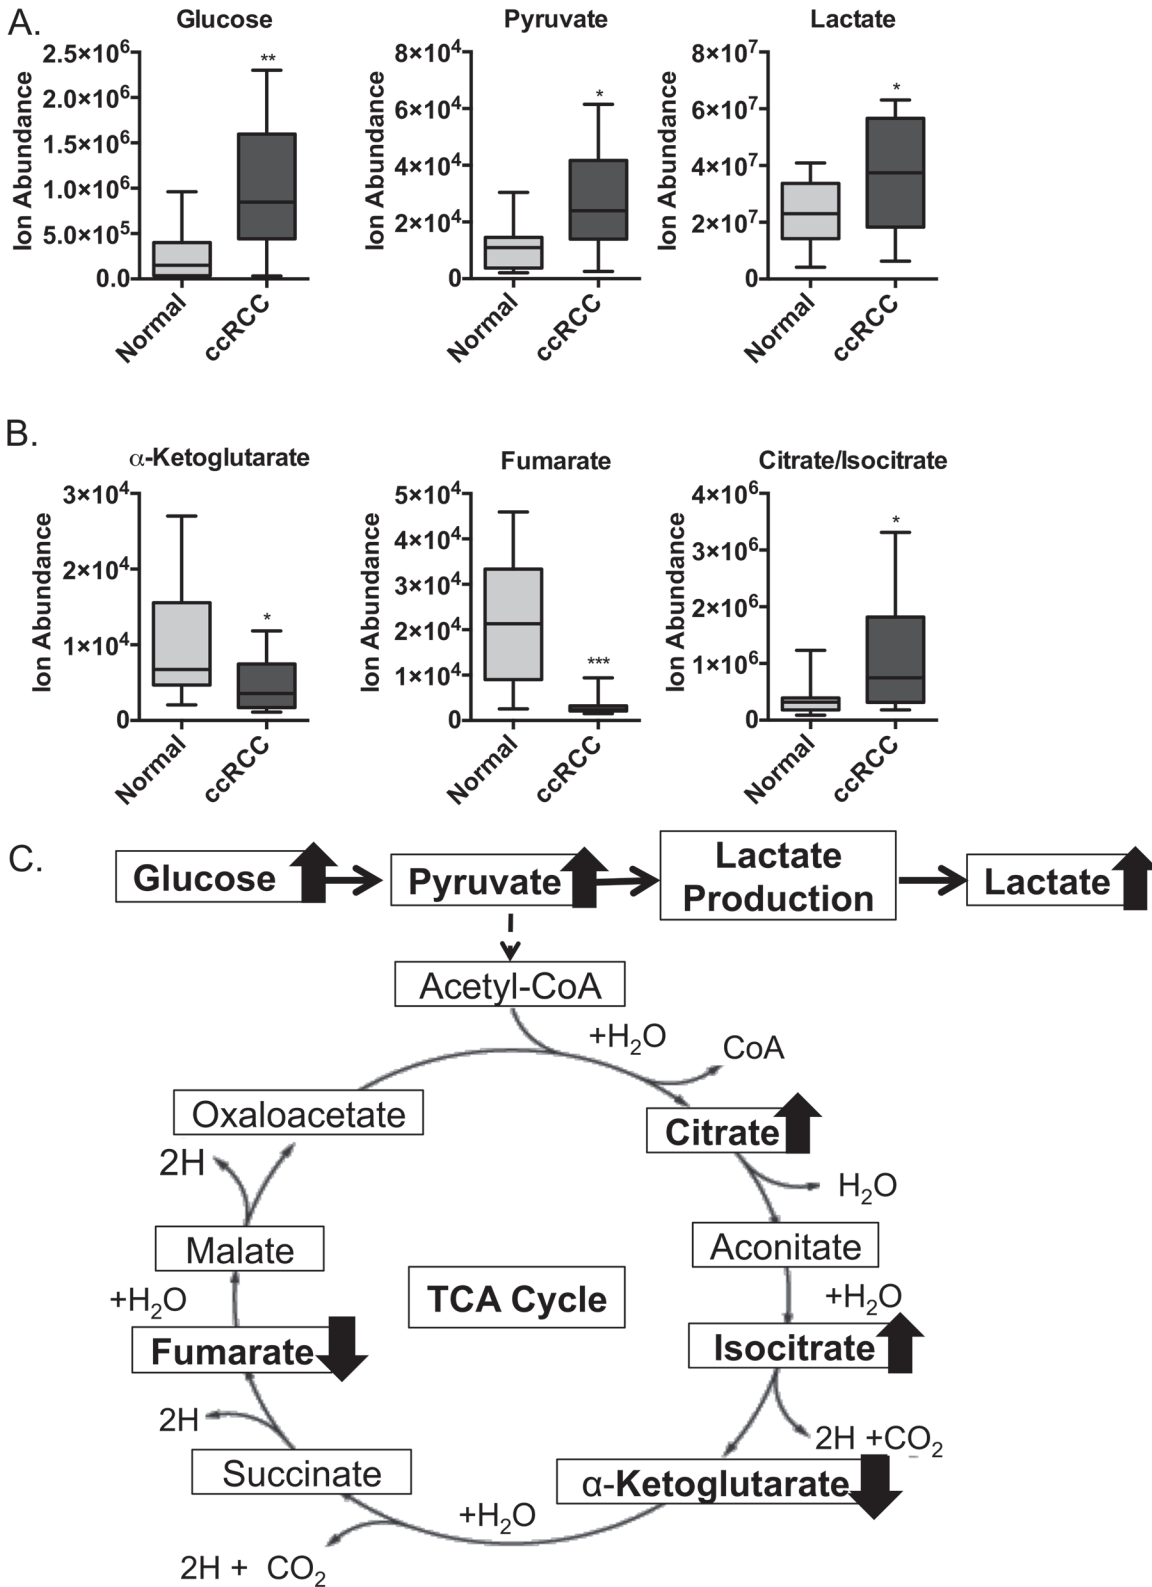 A.
Glucose
Pyruvate
Lactate
Ion Abundance
2.5×10⁶
2.0×10⁶
1.5×10⁶
1.0×10⁶
5.0×10⁵
0.0
**
Normal
ccRCC
Ion Abundance
8×10⁴
6×10⁴
4×10⁴
2×10⁴
0
*
Normal
ccRCC
Ion Abundance
8×10⁷
6×10⁷
4×10⁷
2×10⁷
0
*
Normal
ccRCC
B.
α-Ketoglutarate
Fumarate
Citrate/Isocitrate
Ion Abundance
3×10⁴
2×10⁴
1×10⁴
0
*
Normal
ccRCC
Ion Abundance
5×10⁴
4×10⁴
3×10⁴
2×10⁴
1×10⁴
0
***
Normal
ccRCC
Ion Abundance
4×10⁶
3×10⁶
2×10⁶
1×10⁶
0
*
Normal
ccRCC
C.
Glucose
Pyruvate
Lactate
Production
Lactate
Acetyl-CoA
+H₂O
CoA
Oxaloacetate
Citrate
2H
H₂O
Malate
Aconitate
+H₂O
TCA Cycle
+H₂O
Fumarate
Isocitrate
2H
2H +CO₂
Succinate
α-Ketoglutarate
+H₂O
2H + CO₂